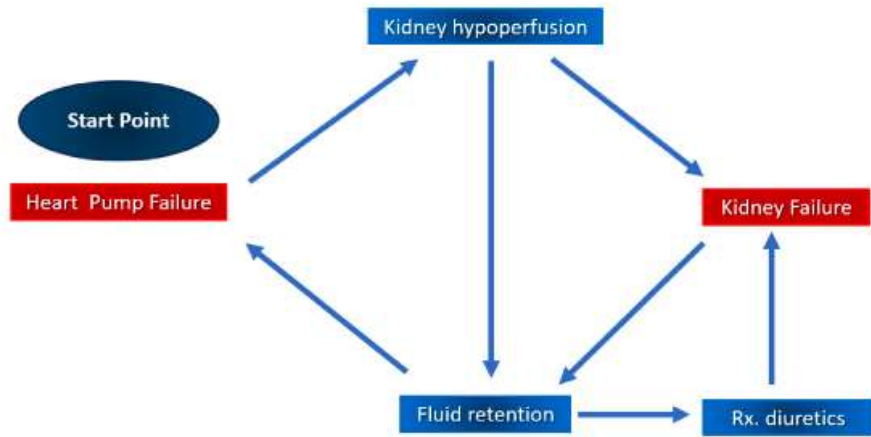 Kidney hypoperfusion
Start Point
Heart Pump Failure
Kidney Failure
Fluid retention
Rx. diuretics